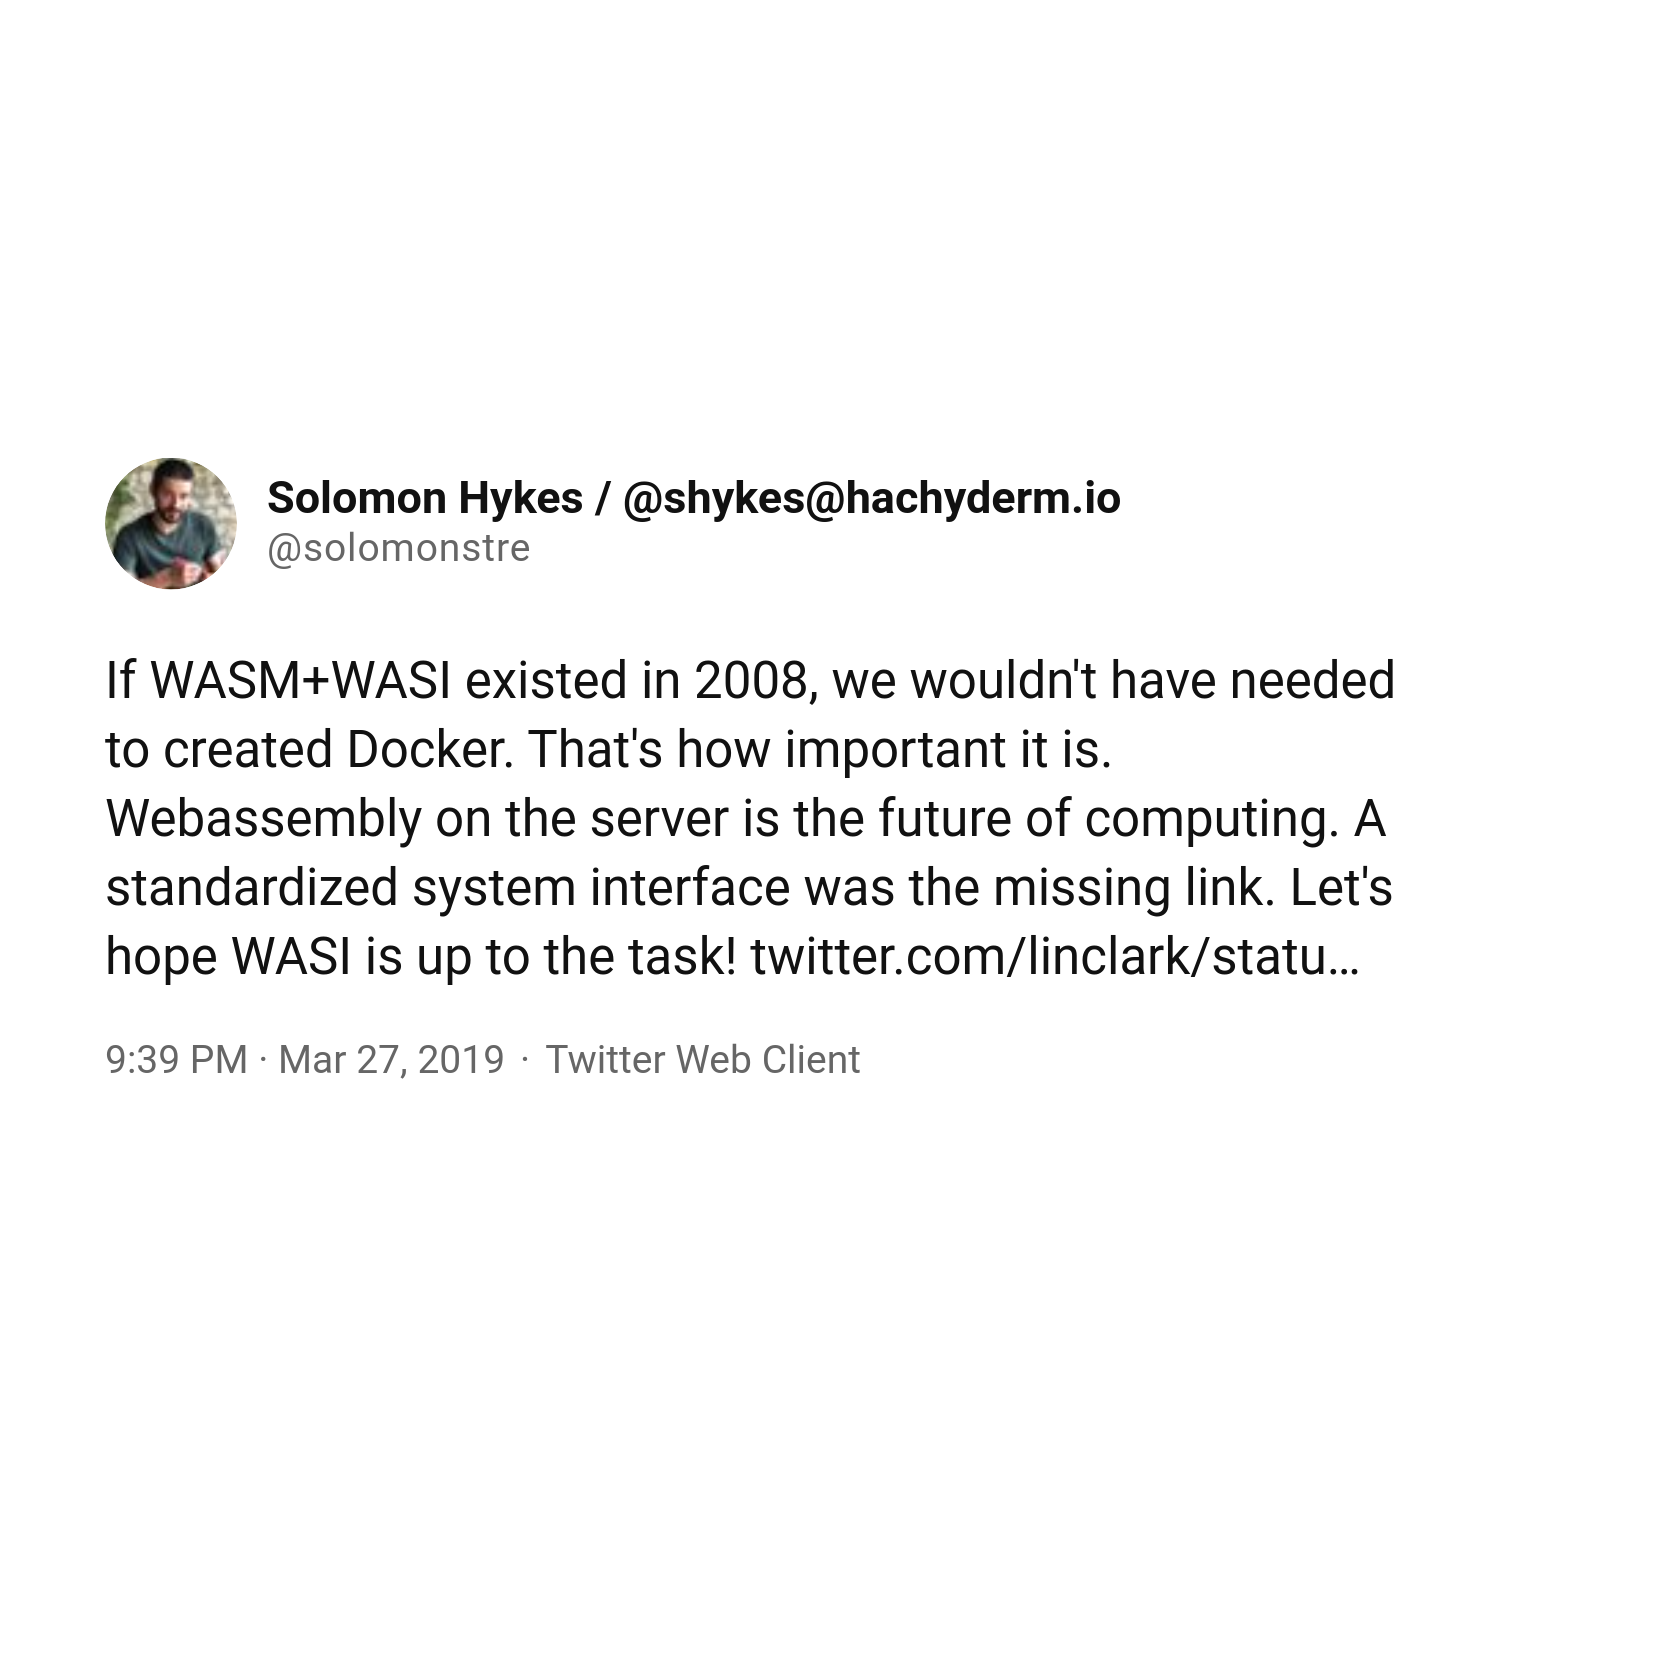 Solomon Hykes / @shykes@hachyderm.io
@solomonstre
If WASM+WASI existed in 2008, we wouldn't have needed
to created Docker. That's how important it is.
Webassembly on the server is the future of computing. A
standardized system interface was the missing link. Let's
hope WASI is up to the task! twitter.com/linclark/statu…
9:39 PM · Mar 27, 2019 · Twitter Web Client